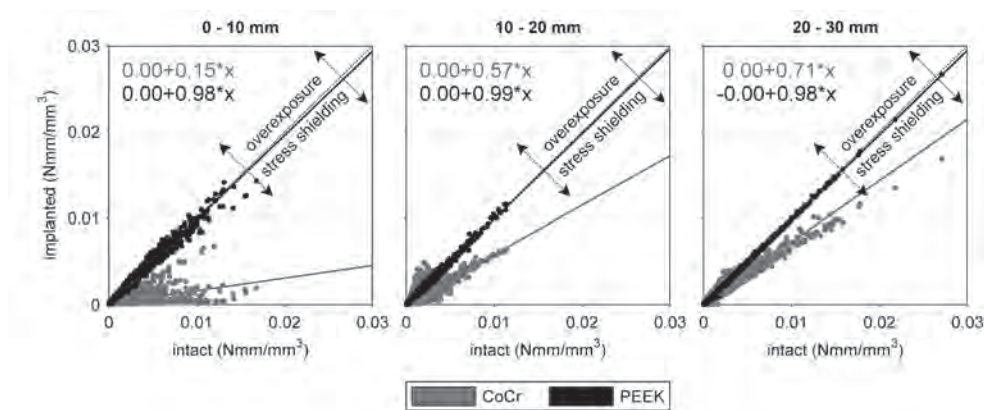 0 - 10 mm
10 - 20 mm
20 - 30 mm
implanted (Nmm/mm³)
0.03
0.02
0.01
0
0.00+0.15*x
0.00+0.98*x
overexposure
stress shielding
0 0.01 0.02 0.03
intact (Nmm/mm³)
0.00+0.57*x
0.00+0.99*x
overexposure
stress shielding
0 0.01 0.02 0.03
intact (Nmm/mm³)
0.00+0.71*x
-0.00+0.98*x
overexposure
stress shielding
0 0.01 0.02 0.03
intact (Nmm/mm³)
CoCr PEEK